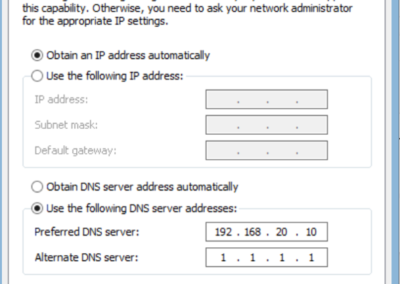 this capability. Otherwise, you need to ask your network administrator
for the appropriate IP settings.
Obtain an IP address automatically
Use the following IP address:
IP address:
. . .
Subnet mask:
. . .
Default gateway:
. . .
Obtain DNS server address automatically
Use the following DNS server addresses:
Preferred DNS server:
192 . 168 . 20 . 10
Alternate DNS server:
1 . 1 . 1 . 1